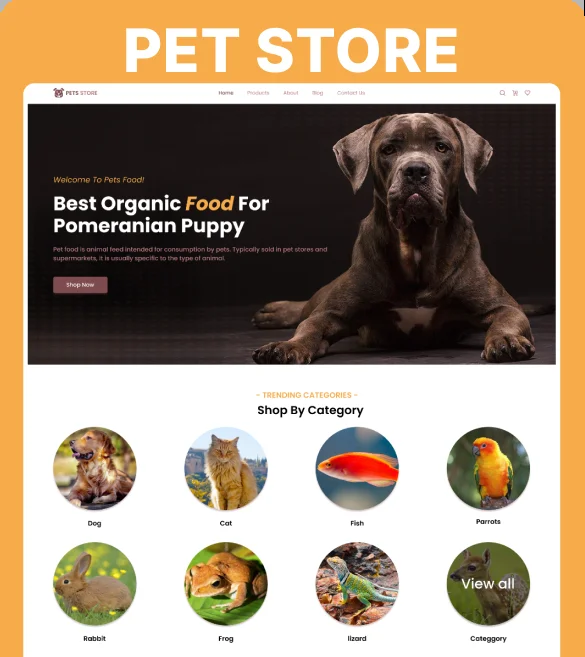 PET STORE
PETS STORE
Home Products About Blog Contact Us
Welcome To Pets Food!
Best Organic Food For
Pomeranian Puppy
Pet food is animal feed intended for consumption by pets. Typically sold in pet stores and
supermarkets, it is usually specific to the type of animal.
Shop Now
- TRENDING CATEGORIES -
Shop By Category
Dog Cat Fish Parrots
View all
Rabbit Frog lizard Categgory